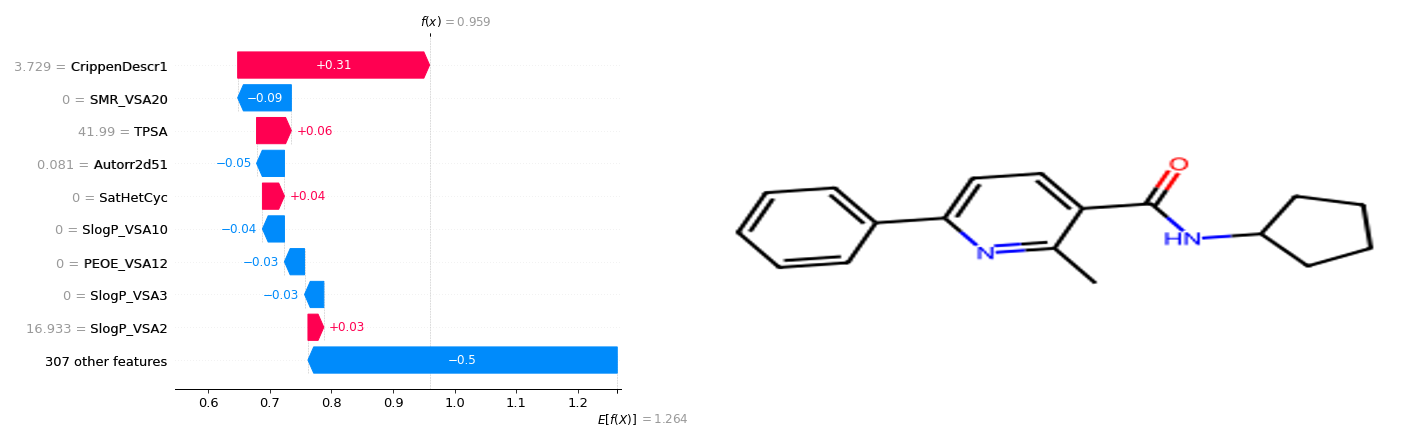 f(x) = 0.959
3.729 = CrippenDescr1
+0.31
0 = SMR_VSA20
−0.09
41.99 = TPSA
+0.06
0.081 = Autorr2d51
−0.05
0 = SatHetCyc
+0.04
0 = SlogP_VSA10
−0.04
0 = PEOE_VSA12
−0.03
0 = SlogP_VSA3
−0.03
16.933 = SlogP_VSA2
+0.03
307 other features
−0.5
0.6 0.7 0.8 0.9 1.0 1.1 1.2
E[f(X)] = 1.264
O
HN
N